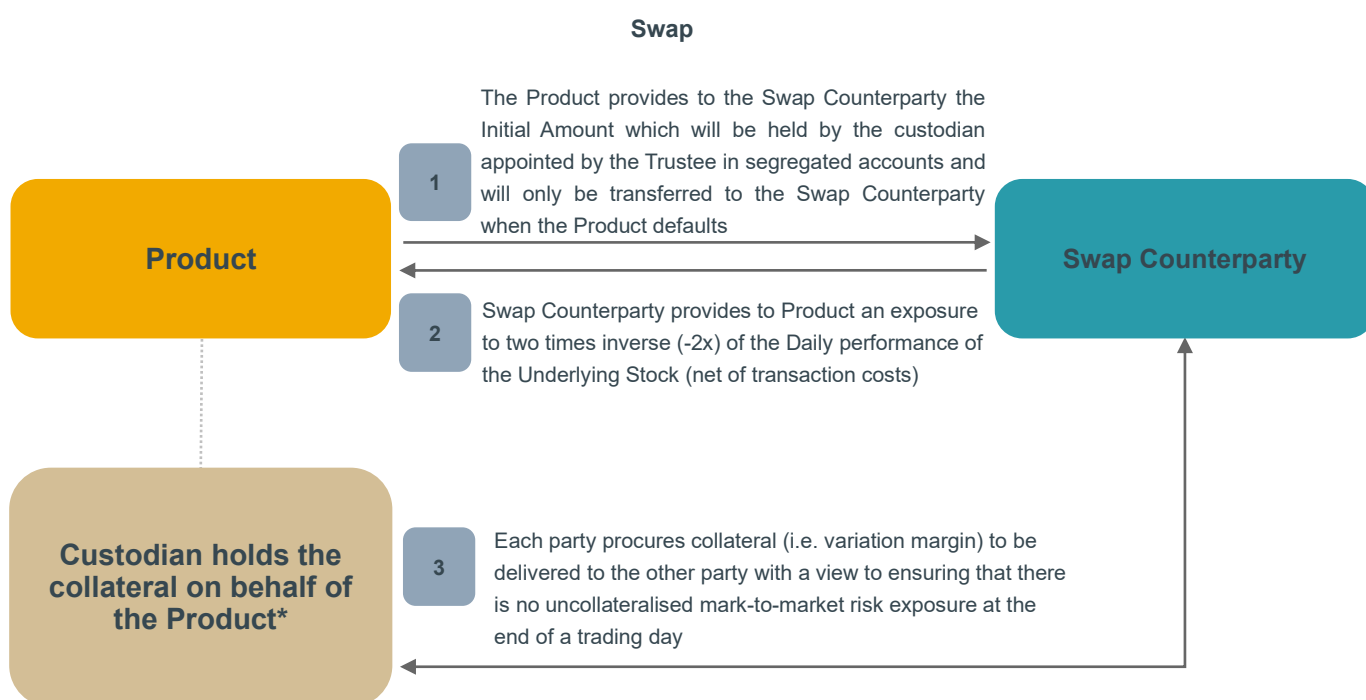 Swap
The Product provides to the Swap Counterparty the
Initial Amount which will be held by the custodian
appointed by the Trustee in segregated accounts and
will only be transferred to the Swap Counterparty
when the Product defaults
1
Product
Swap Counterparty
2
Swap Counterparty provides to Product an exposure
to two times inverse (-2x) of the Daily performance of
the Underlying Stock (net of transaction costs)
Custodian holds the
collateral on behalf of
the Product*
3
Each party procures collateral (i.e. variation margin) to be
delivered to the other party with a view to ensuring that there
is no uncollateralised mark-to-market risk exposure at the
end of a trading day